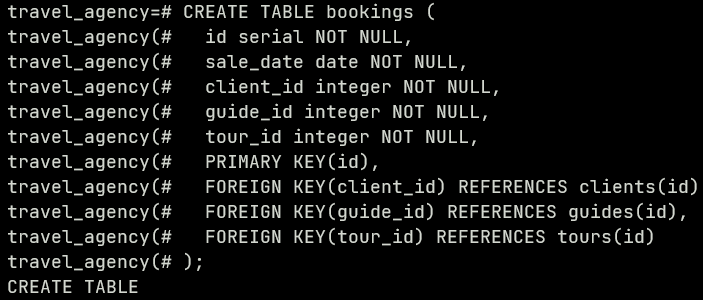 travel_agency=# CREATE TABLE bookings (
travel_agency(#   id serial NOT NULL,
travel_agency(#   sale_date date NOT NULL,
travel_agency(#   client_id integer NOT NULL,
travel_agency(#   guide_id integer NOT NULL,
travel_agency(#   tour_id integer NOT NULL,
travel_agency(#   PRIMARY KEY(id),
travel_agency(#   FOREIGN KEY(client_id) REFERENCES clients(id)
travel_agency(#   FOREIGN KEY(guide_id) REFERENCES guides(id),
travel_agency(#   FOREIGN KEY(tour_id) REFERENCES tours(id)
travel_agency(# );
CREATE TABLE